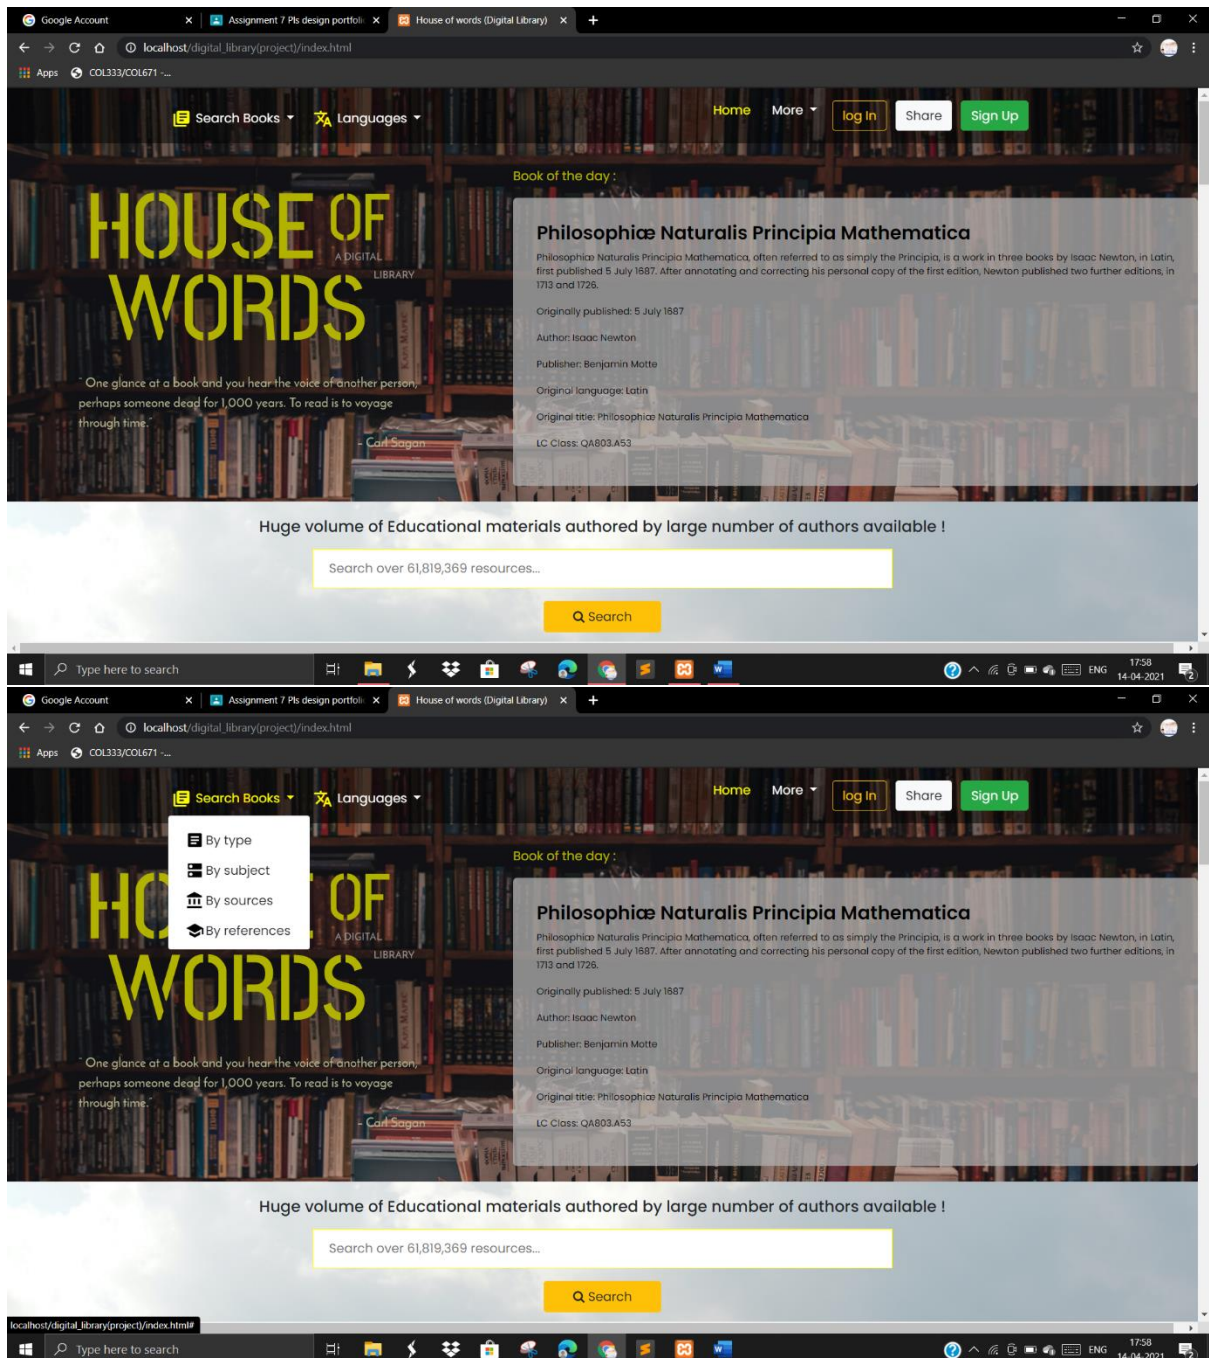 Google Account
Assignment 7 Pls design portfoli
House of words (Digital Library)
localhost/digital_library(project)/index.html
Apps
COL333/COL671 -...
Search Books
Languages
Home
More
log In
Share
Sign Up
HOUSE OF
A DIGITAL
LIBRARY
WORDS
" One glance at a book and you hear the voice of another person,
perhaps someone dead for 1,000 years. To read is to voyage
through time."
- Carl Sagan
Book of the day :
Philosophiæ Naturalis Principia Mathematica
Philosophiæ Naturalis Principia Mathematica, often referred to as simply the Principia, is a work in three books by Isaac Newton, in Latin,
first published 5 July 1687. After annotating and correcting his personal copy of the first edition, Newton published two further editions, in
1713 and 1726.
Originally published: 5 July 1687
Author: Isaac Newton
Publisher: Benjamin Motte
Original language: Latin
Original title: Philosophiæ Naturalis Principia Mathematica
LC Class: QA803.A53
Huge volume of Educational materials authored by large number of authors available !
Search over 61,819,369 resources...
Search
Type here to search
ENG
17:58
14-04-2021
2
Google Account
Assignment 7 Pls design portfoli
House of words (Digital Library)
localhost/digital_library(project)/index.html
Apps
COL333/COL671 -...
Search Books
Languages
Home
More
log In
Share
Sign Up
By type
By subject
By sources
By references
HO
OF
A DIGITAL
LIBRARY
WORDS
" One glance at a book and you hear the voice of another person,
perhaps someone dead for 1,000 years. To read is to voyage
through time."
- Carl Sagan
Book of the day :
Philosophiæ Naturalis Principia Mathematica
Philosophiæ Naturalis Principia Mathematica, often referred to as simply the Principia, is a work in three books by Isaac Newton, in Latin,
first published 5 July 1687. After annotating and correcting his personal copy of the first edition, Newton published two further editions, in
1713 and 1726.
Originally published: 5 July 1687
Author: Isaac Newton
Publisher: Benjamin Motte
Original language: Latin
Original title: Philosophiæ Naturalis Principia Mathematica
LC Class: QA803.A53
Huge volume of Educational materials authored by large number of authors available !
Search over 61,819,369 resources...
Search
localhost/digital_library(project)/index.html#
Type here to search
ENG
17:58
14-04-2021
2